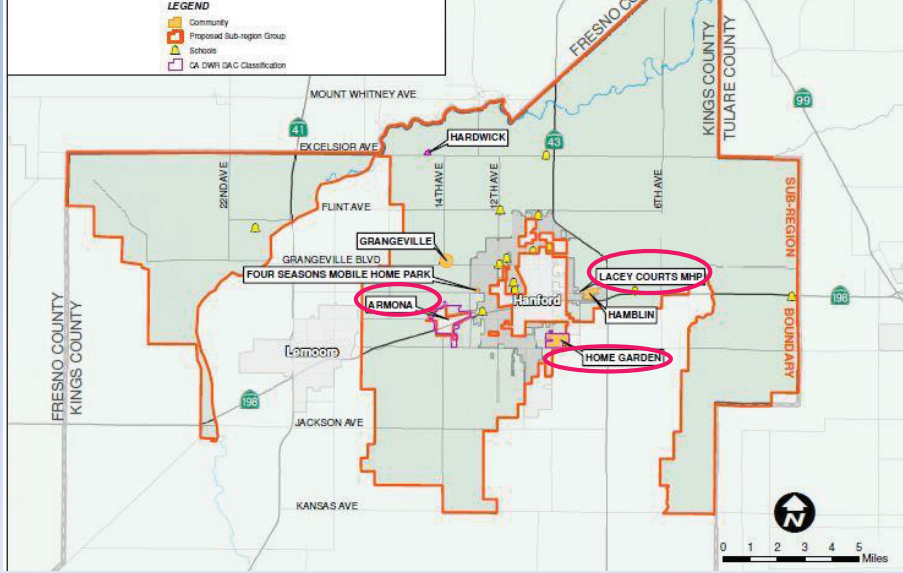 LEGEND
Community
Proposed Sub-region Group
Schools
CA DWR DAC Classification
FRESNO CO
KINGS COUNTY
TULARE COUNTY
99
MOUNT WHITNEY AVE
41
HARDWICK
43
EXCELSIOR AVE
22ND AVE
14TH AVE
12TH AVE
6TH AVE
FLINT AVE
SUB-REGION BOUNDARY
GRANGEVILLE
GRANGEVILLE BLVD
FOUR SEASONS MOBILE HOME PARK
LACEY COURTS MHP
ARMONA
Hanford
198
HAMBLIN
FRESNO COUNTY
KINGS COUNTY
Lemoore
HOME GARDEN
198
JACKSON AVE
KANSAS AVE
N
0 1 2 3 4 5
Miles